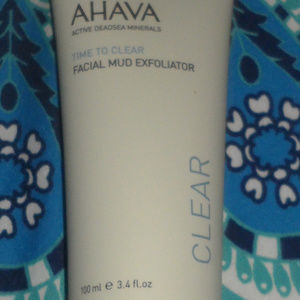 AHAVA
ACTIVE DEADSEA MINERALS
TIME TO CLEAR
FACIAL MUD EXFOLIATOR
CLEAR
100 ml e 3.4 fl.oz